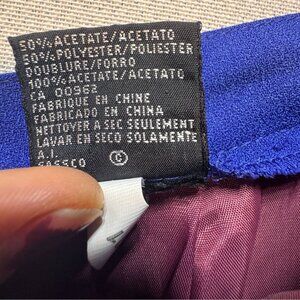 50% ACETATE/ACETATO
50% POLYESTER/POLIESTER
DOUBLURE/FORRO
100% ACETATE/ACETATO
CA 00962
FABRIQUE EN CHINE
FABRICADO EN CHINA
NETTOYER A SEC SEULEMENT
LAVAR EN SECO SOLAMENTE
A.I.
C